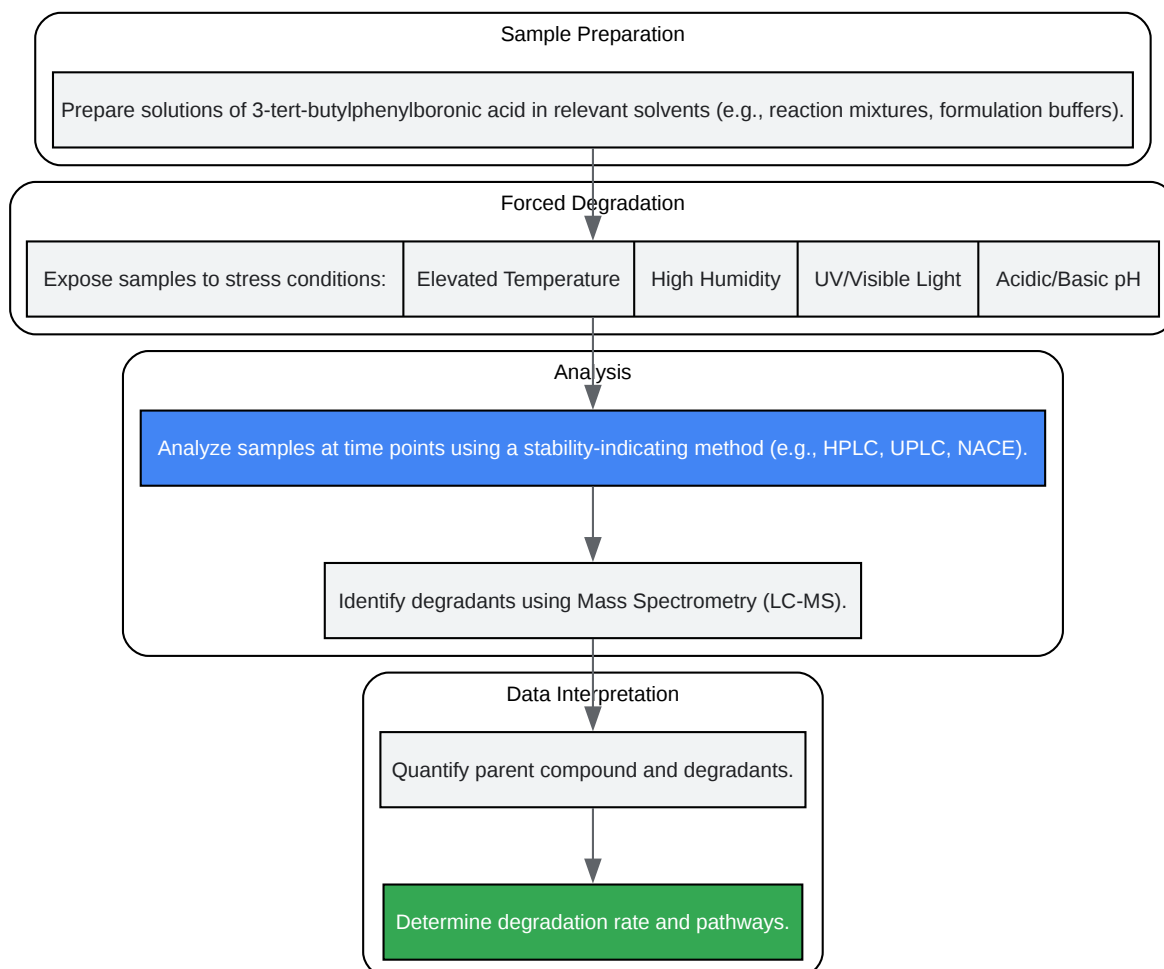 Sample Preparation
Prepare solutions of 3-tert-butylphenylboronic acid in relevant solvents (e.g., reaction mixtures, formulation buffers).
Forced Degradation
Expose samples to stress conditions: Elevated Temperature High Humidity UV/Visible Light Acidic/Basic pH
Analysis
Analyze samples at time points using a stability-indicating method (e.g., HPLC, UPLC, NACE).
Identify degradants using Mass Spectrometry (LC-MS).
Data Interpretation
Quantify parent compound and degradants.
Determine degradation rate and pathways.